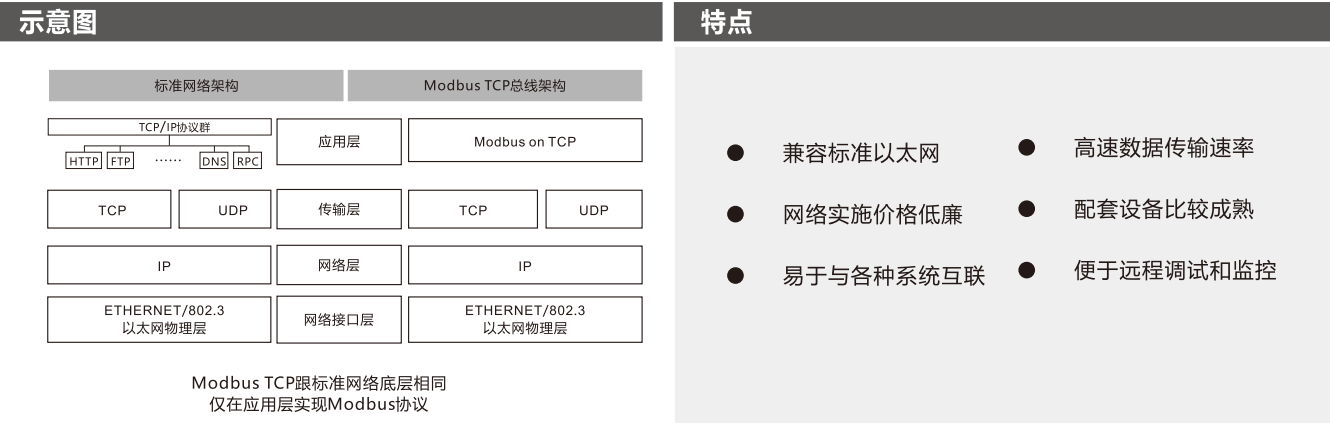 示意图
标准网络架构
Modbus TCP总线架构
TCP/IP协议群
HTTP
FTP
······
DNS
RPC
应用层
Modbus on TCP
TCP
UDP
传输层
TCP
UDP
IP
网络层
IP
ETHERNET/802.3
以太网物理层
网络接口层
ETHERNET/802.3
以太网物理层
Modbus TCP跟标准网络底层相同
仅在应用层实现Modbus协议
特点
● 兼容标准以太网
● 网络实施价格低廉
● 易于与各种系统互联
● 高速数据传输速率
● 配套设备比较成熟
● 便于远程调试和监控